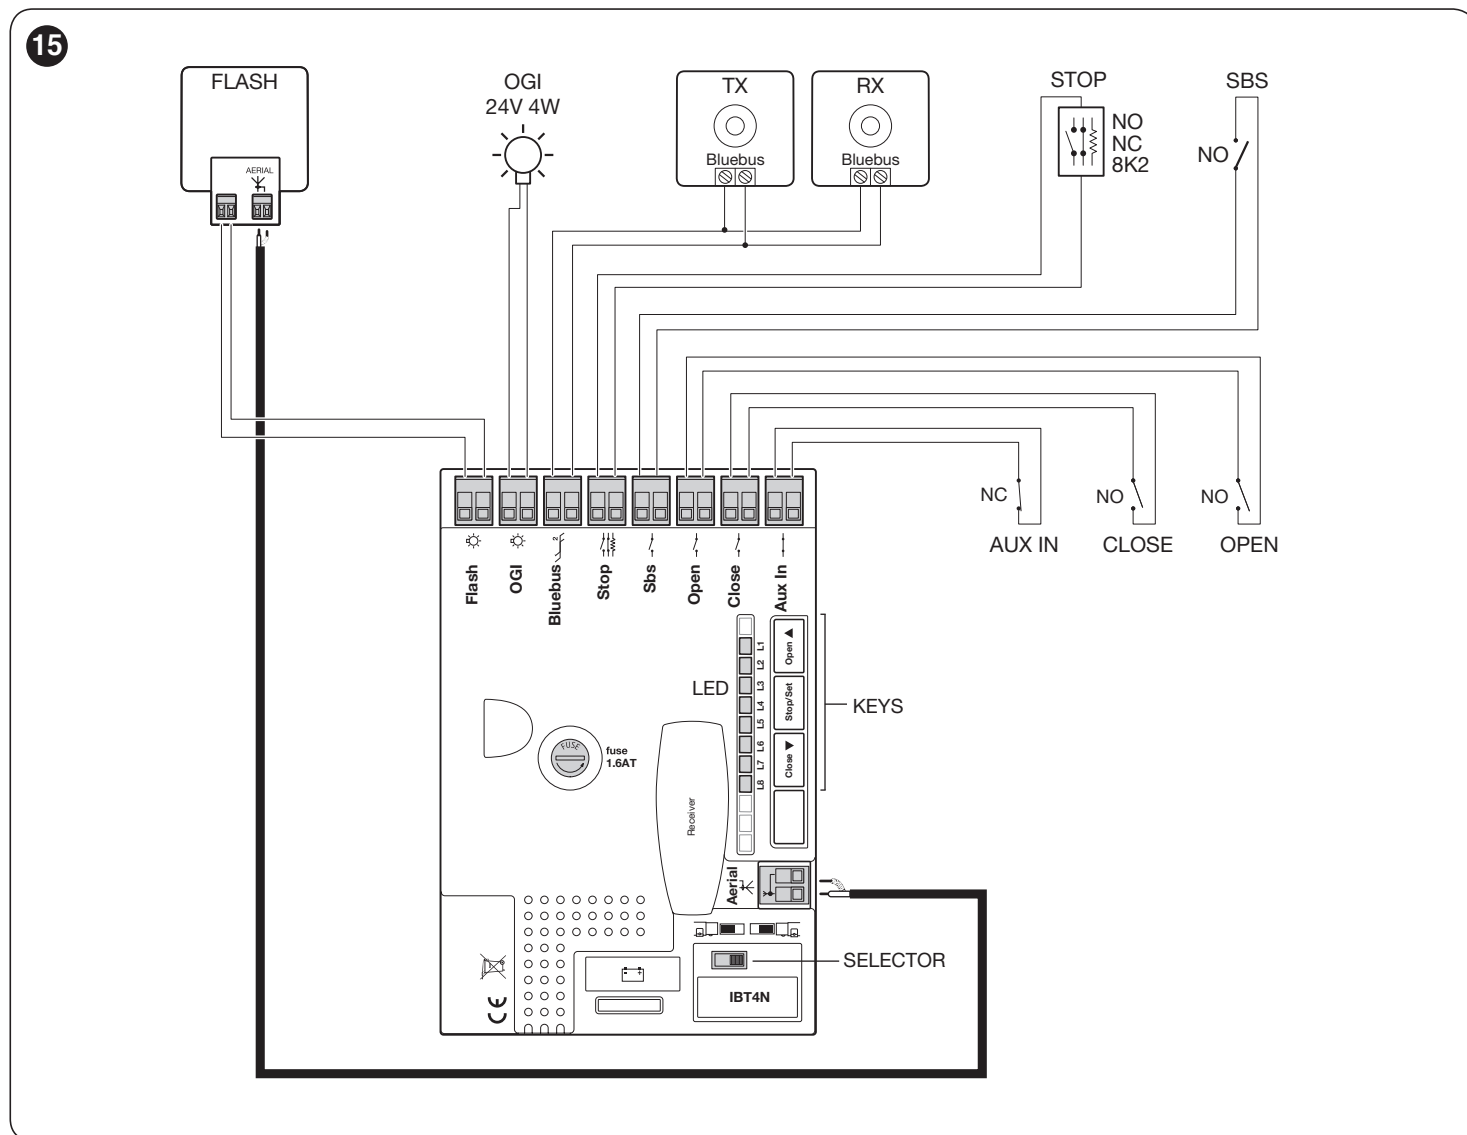 15
FLASH
AERIAL
OGI
24V 4W
TX
Bluebus
RX
Bluebus
STOP
NO
NC
8K2
SBS
NO
NC
AUX IN
NO
CLOSE
NO
OPEN
Flash
OGI
Bluebus
2
Stop
Sbs
Open
Close
Aux In
LED
L1
L2
L3
L4
L5
L6
L7
L8
Open ▲
Stop/Set
Close ▼
KEYS
FUSE
fuse
1.6AT
Receiver
Aerial
SELECTOR
IBT4N
CE